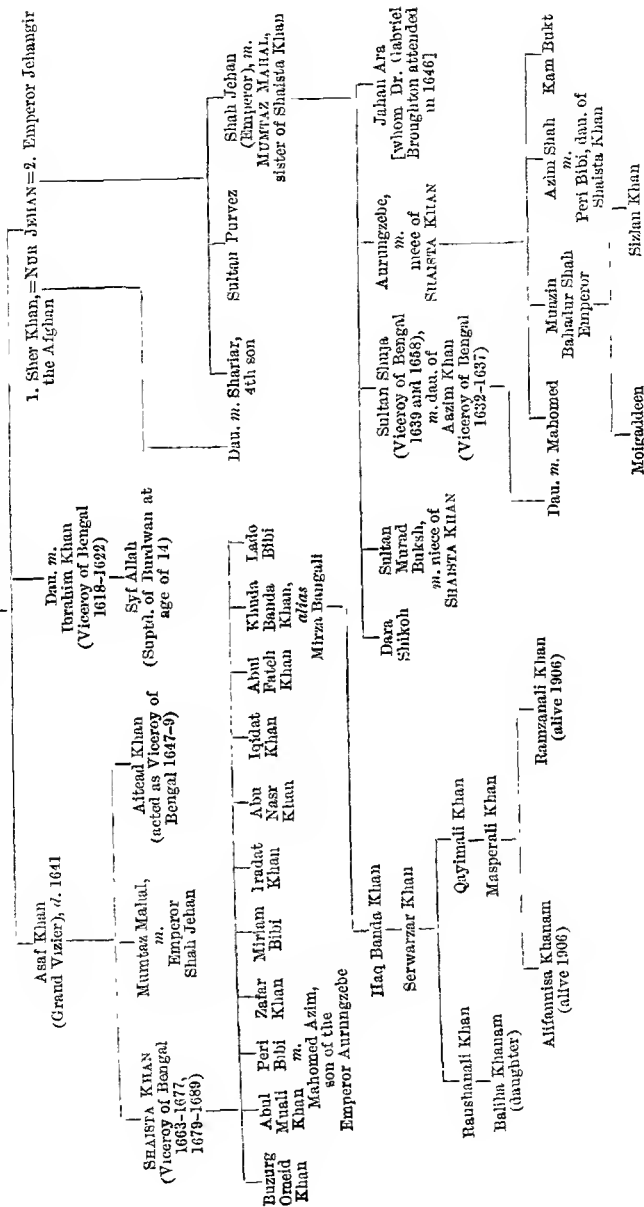 1. Sher Khan,=NUR JEHAN=2. Emperor Jehangir
the Afghan
Asaf Khan
(Grand Vizier), d. 1641
Dau. m.
Ibrahim Khan
(Viceroy of Bengal
1618-1622)
Syf Allah
(Suptd. of Burdwan at
age of 14)
Dau. m. Shariar,
4th son
Sultan Purvez
Shah Jehan
(Emperor), m.
MUMTAZ MAHAL,
sister of Shaista Khan
SHAISTA KHAN
(Viceroy of Bengal
1663-1677,
1679-1689)
Mumtaz Mahal,
m.
Emperor
Shah Jehan
Aitead Khan
(acted as Viceroy of
Bengal 1647-9)
Buzurg
Omeid
Khan
Abul
Muali
Khan
Peri
Bibi
m.
Mahomed Azim,
son of the
Emperor Aurungzebe
Zafar
Khan
Miriam
Bibi
Iradat
Khan
Abu
Nasr
Khan
Iqidat
Khan
Abul
Fateh
Khan
Khuda
Banda
Khan,
alias
Mirza Bangali
Lado
Bibi
Dara
Shikoh
Sultan
Murad
Buksh,
m. niece of
SHAISTA KHAN
Sultan Shuja
(Viceroy of Bengal
1639 and 1658),
m. dau. of
Aazim Khan
(Viceroy of Bengal
1632-1637)
Aurungzebe,
m.
niece of
SHAISTA KHAN
Jahan Ara
[whom Dr. Gabriel
Broughton attended
in 1646]
Haq Banda Khan
Serwarzar Khan
Dau. m. Mahomed
Muazin
Bahadur Shah
Emperor
Azim Shah
m.
Peri Bibi, dau. of
Shaista Khan
Kam Bukt
Raushanali Khan
Baliha Khanam
(daughter)
Qayimali Khan
Masperali Khan
Moigaddeen
Sizlan Khan
Alifannisa Khanam
(alive 1906)
Ramzanali Khan
(alive 1906)